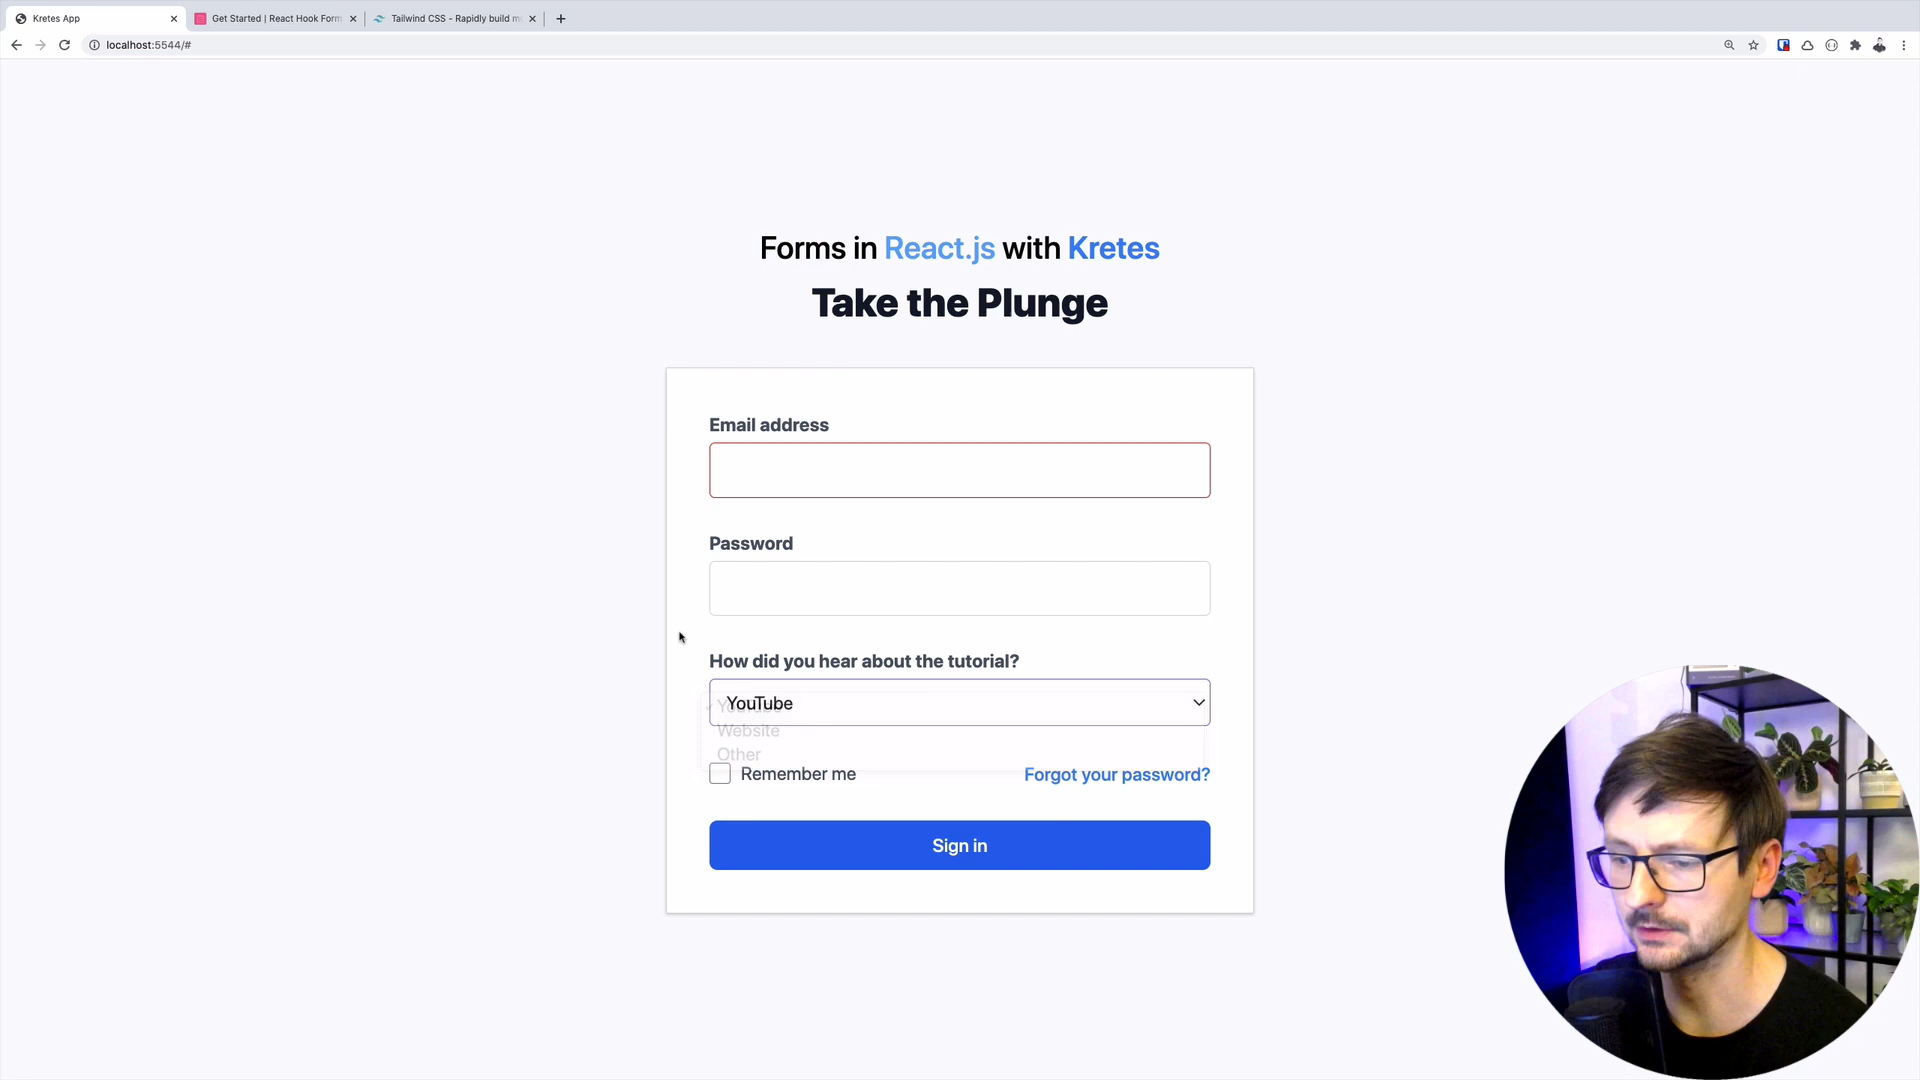 Kretes App
Get Started | React Hook Form
Tailwind CSS - Rapidly build m
localhost:5544/#
Forms in React.js with Kretes
Take the Plunge
Email address
Password
How did you hear about the tutorial?
YouTube
YouTube
Website
Other
Remember me
Forgot your password?
Sign in